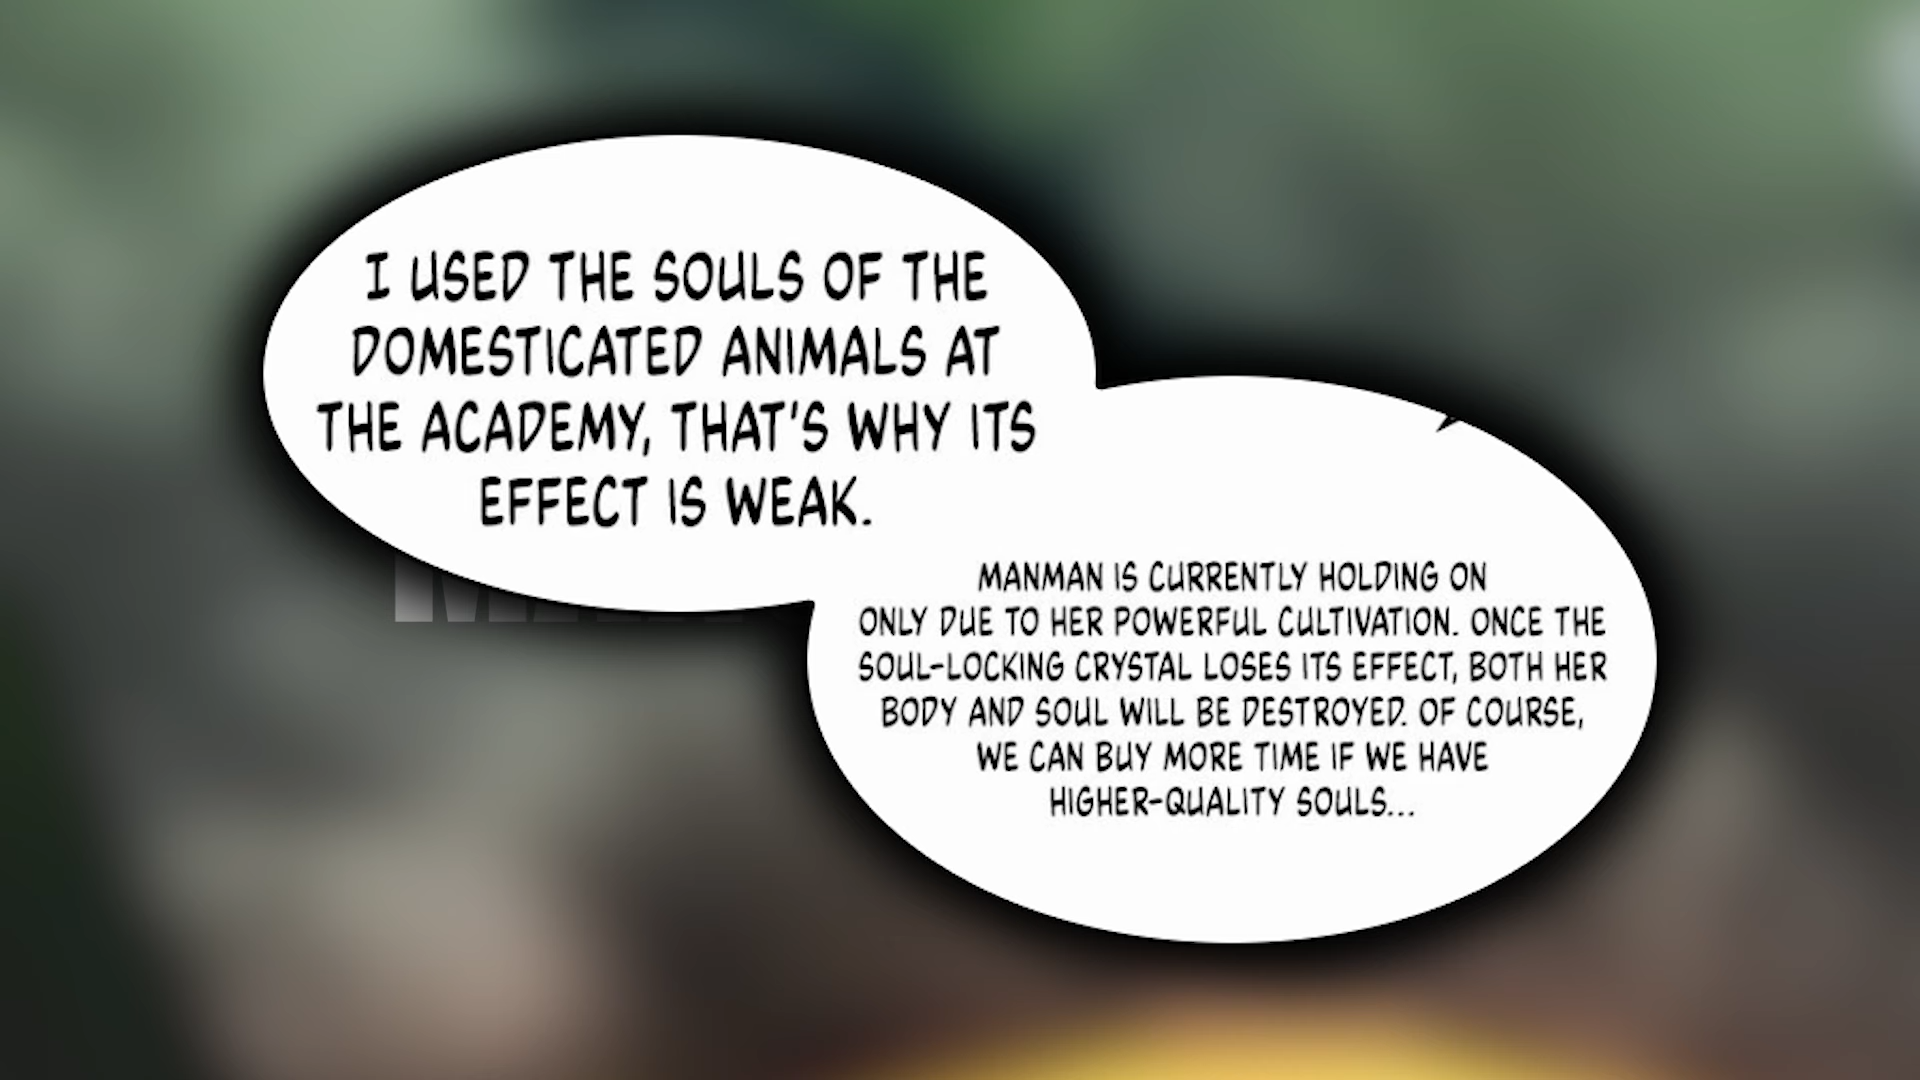 I USED THE SOULS OF THE
DOMESTICATED ANIMALS AT
THE ACADEMY, THAT'S WHY ITS
EFFECT IS WEAK.
MANMAN IS CURRENTLY HOLDING ON
ONLY DUE TO HER POWERFUL CULTIVATION. ONCE THE
SOUL-LOCKING CRYSTAL LOSES ITS EFFECT, BOTH HER
BODY AND SOUL WILL BE DESTROYED. OF COURSE,
WE CAN BUY MORE TIME IF WE HAVE
HIGHER-QUALITY SOULS...